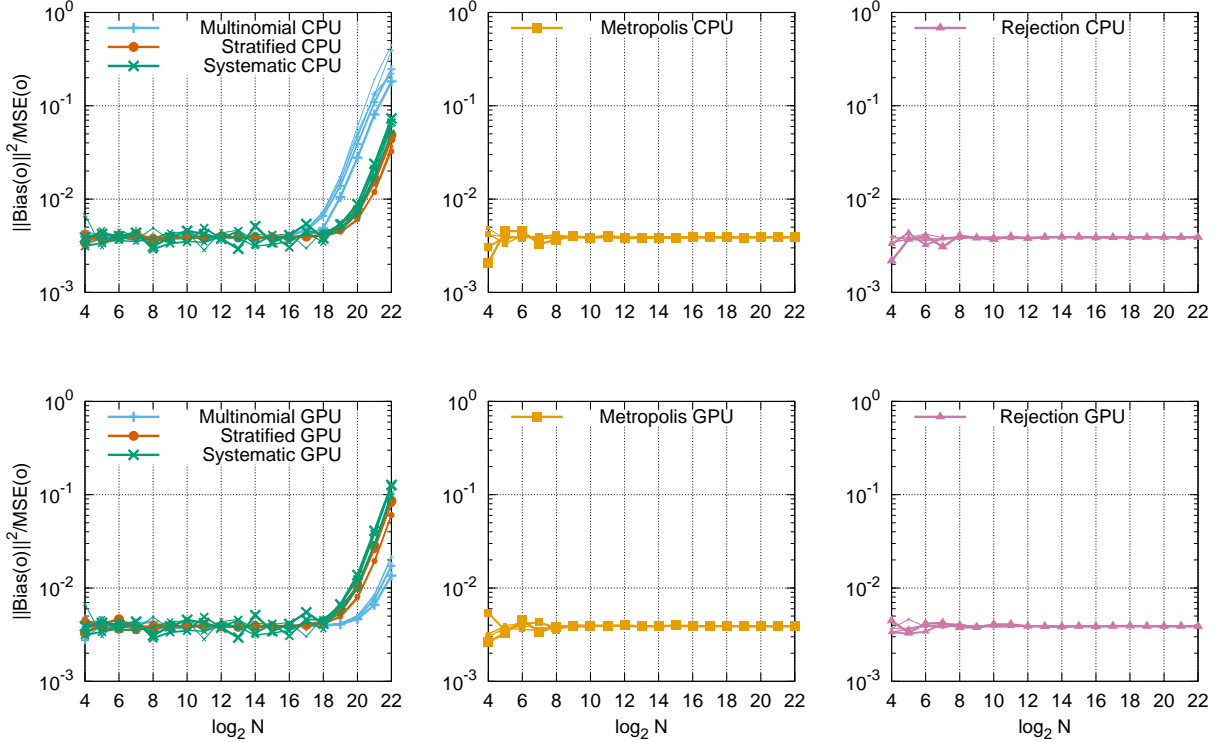 10^0
10^-1
10^-2
10^-3
||Bias(o)||^2/MSE(o)
Multinomial CPU
Stratified CPU
Systematic CPU
4 6 8 10 12 14 16 18 20 22
10^0
10^-1
10^-2
10^-3
Metropolis CPU
4 6 8 10 12 14 16 18 20 22
10^0
10^-1
10^-2
10^-3
Rejection CPU
4 6 8 10 12 14 16 18 20 22
10^0
10^-1
10^-2
10^-3
||Bias(o)||^2/MSE(o)
Multinomial GPU
Stratified GPU
Systematic GPU
4 6 8 10 12 14 16 18 20 22
log_2 N
10^0
10^-1
10^-2
10^-3
Metropolis GPU
4 6 8 10 12 14 16 18 20 22
log_2 N
10^0
10^-1
10^-2
10^-3
Rejection GPU
4 6 8 10 12 14 16 18 20 22
log_2 N